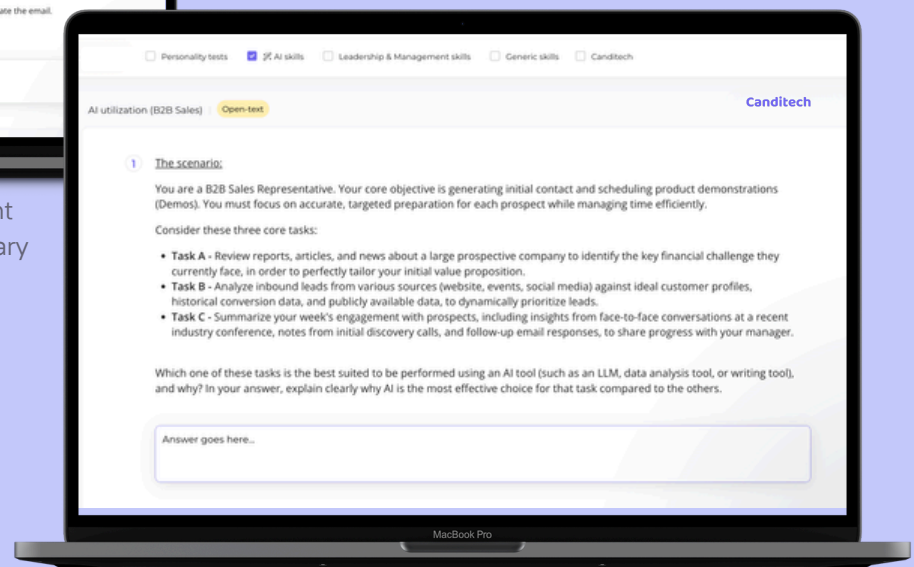 ate the email.
Personality tests
AI skills
Leadership & Management skills
Generic skills
Canditech
AI utilization (B2B Sales)
Open-text
Canditech
1
The scenario:
You are a B2B Sales Representative. Your core objective is generating initial contact and scheduling product demonstrations
(Demos). You must focus on accurate, targeted preparation for each prospect while managing time efficiently.
Consider these three core tasks:
• Task A - Review reports, articles, and news about a large prospective company to identify the key financial challenge they
currently face, in order to perfectly tailor your initial value proposition.
• Task B - Analyze inbound leads from various sources (website, events, social media) against ideal customer profiles,
historical conversion data, and publicly available data, to dynamically prioritize leads.
• Task C - Summarize your week's engagement with prospects, including insights from face-to-face conversations at a recent
industry conference, notes from initial discovery calls, and follow-up email responses, to share progress with your manager.
Which one of these tasks is the best suited to be performed using an AI tool (such as an LLM, data analysis tool, or writing tool),
and why? In your answer, explain clearly why AI is the most effective choice for that task compared to the others.
Answer goes here...
MacBook Pro